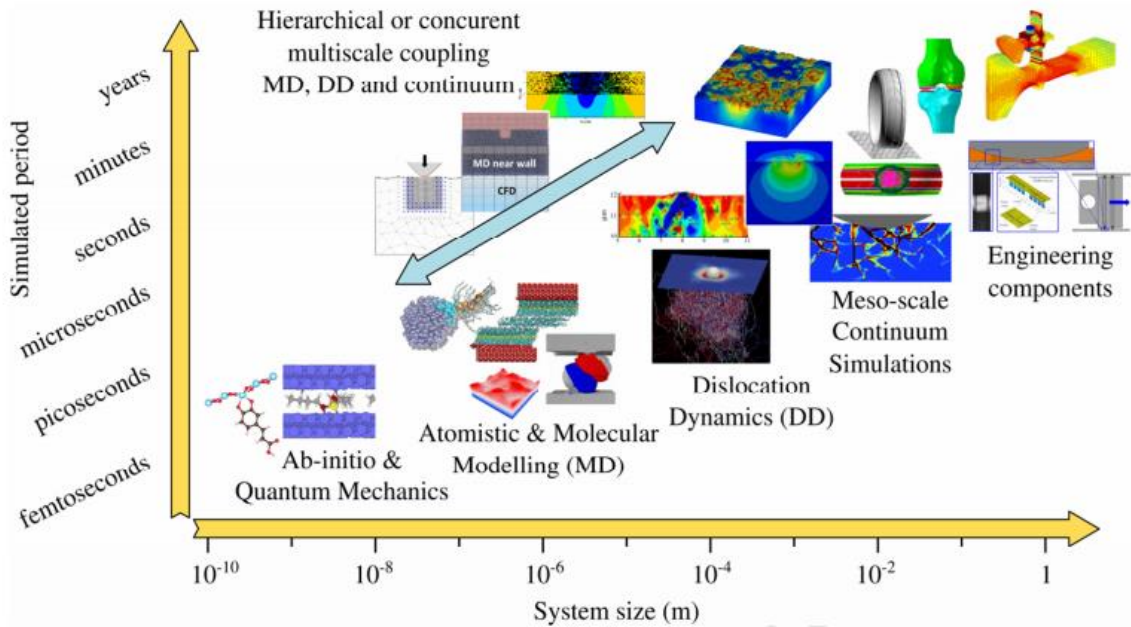 Hierarchical or concurent
multiscale coupling
MD, DD and continuum
Simulated period
years
minutes
seconds
microseconds
picoseconds
femtoseconds
MD near wall
CFD
Engineering
components
Meso-scale
Continuum
Simulations
Dislocation
Dynamics (DD)
Atomistic & Molecular
Modelling (MD)
Ab-initio &
Quantum Mechanics
10-10 10-8 10-6 10-4 10-2 1
System size (m)